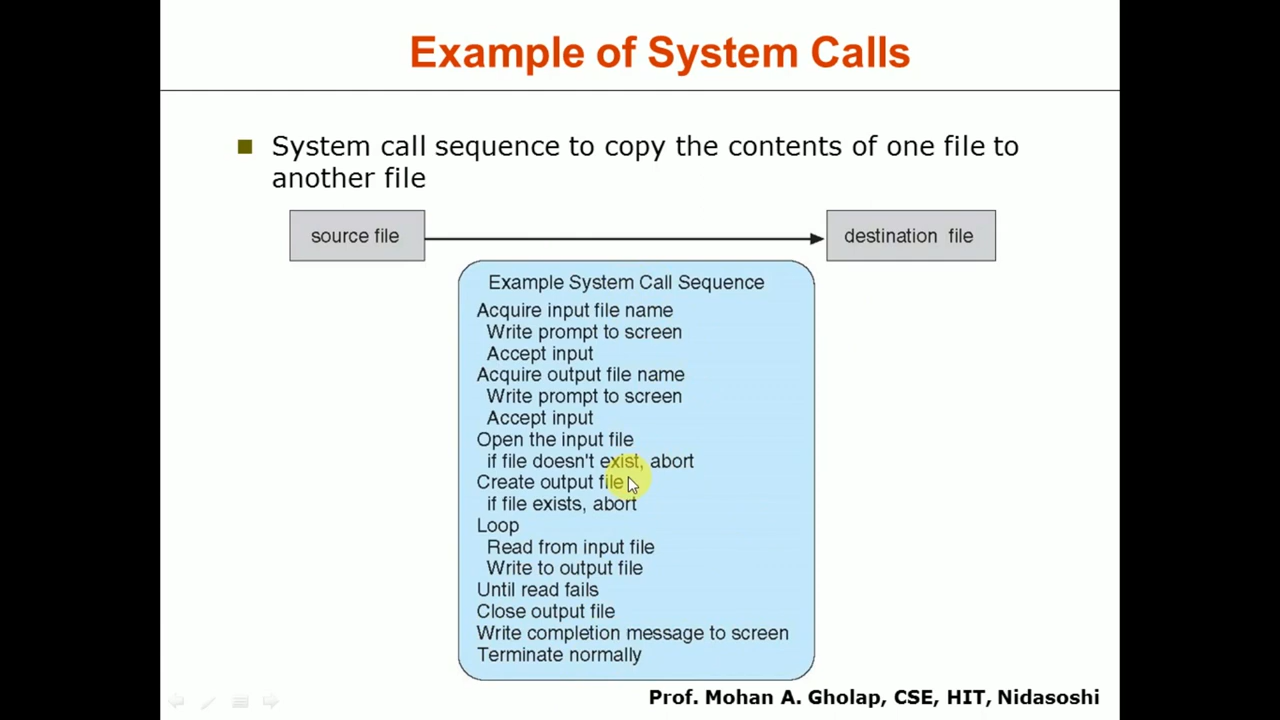 Example of System Calls
System call sequence to copy the contents of one file to
another file
source file
destination file
Example System Call Sequence
Acquire input file name
Write prompt to screen
Accept input
Acquire output file name
Write prompt to screen
Accept input
Open the input file
if file doesn't exist, abort
Create output file
if file exists, abort
Loop
Read from input file
Write to output file
Until read fails
Close output file
Write completion message to screen
Terminate normally
Prof. Mohan A. Gholap, CSE, HIT, Nidasoshi